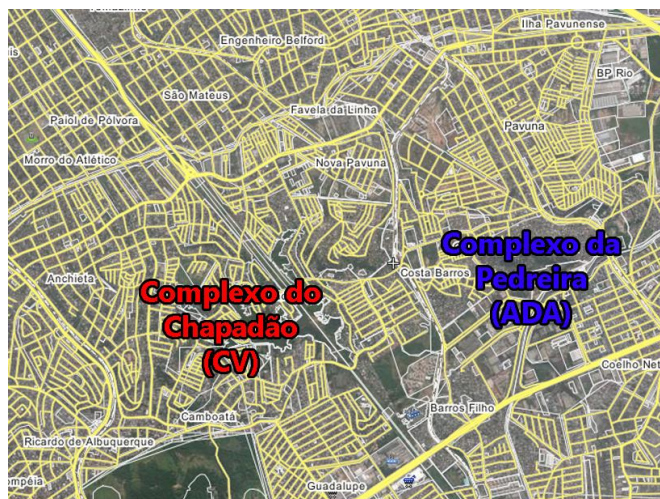 Ilha Pavunense
Engenheiro Belford
BP Rio
São Mateus
Favela da Linha
Paiol de Pólvora
Pavuna
Morro do Atlético
Nova Pavuna
Complexo da
Pedreira
(ADA)
Costa Barros
Anchieta
Complexo do
Chapadão
(CV)
Coelho Net
Barros Filho
Camboatá
Ricardo de Albuquerque
ompéia
Guadalupe